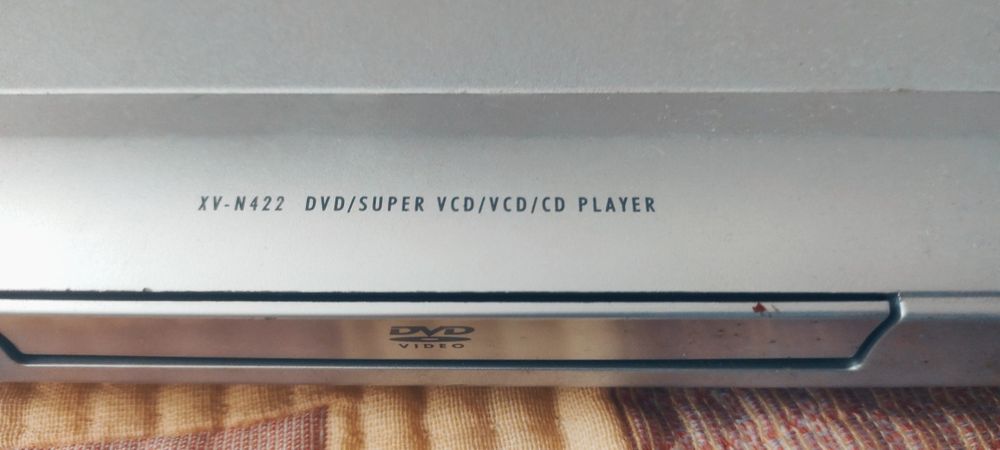 XV-N422 DVD/SUPER VCD/VCD/CD PLAYER
DVD
VIDEO